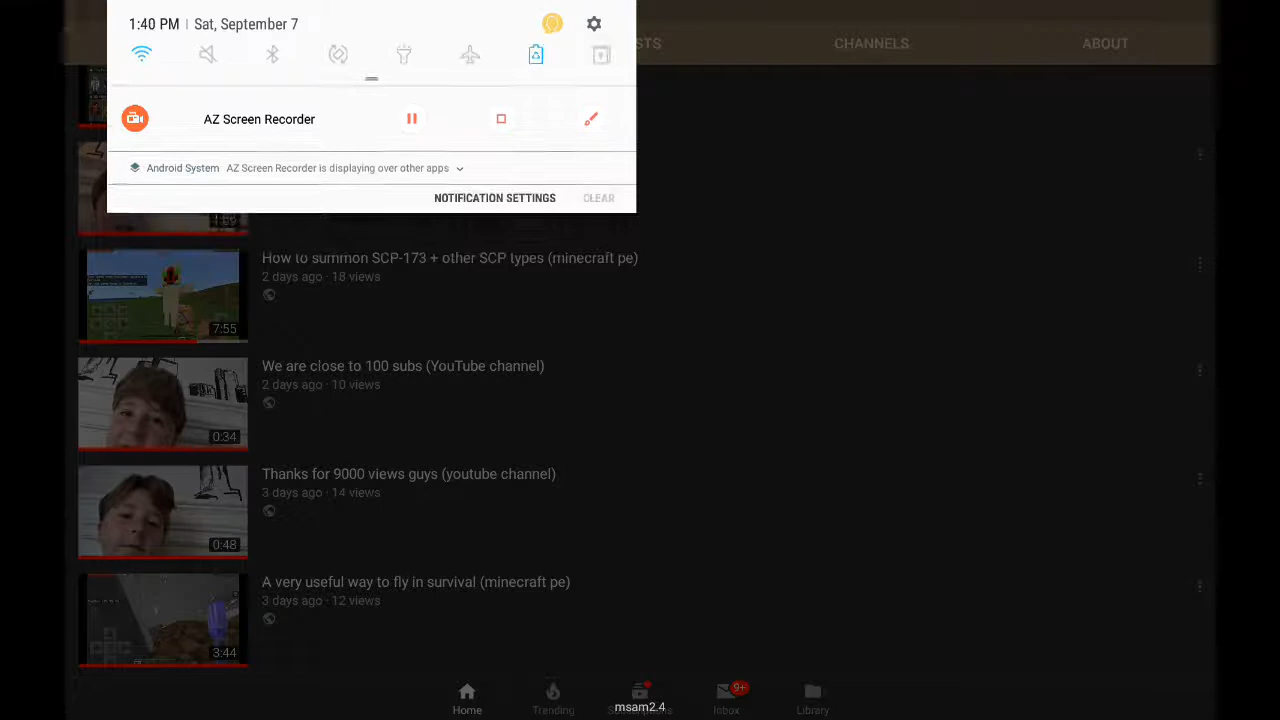 1:40 PM | Sat, September 7
STS
CHANNELS
ABOUT
AZ Screen Recorder
Android System AZ Screen Recorder is displaying over other apps
NOTIFICATION SETTINGS
CLEAR
How to summon SCP-173 + other SCP types (minecraft pe)
2 days ago · 18 views
7:55
We are close to 100 subs (YouTube channel)
2 days ago · 10 views
0:34
Thanks for 9000 views guys (youtube channel)
3 days ago · 14 views
0:48
A very useful way to fly in survival (minecraft pe)
3 days ago · 12 views
3:44
9+
Home
Trending
Inbox
Library
msam2.4